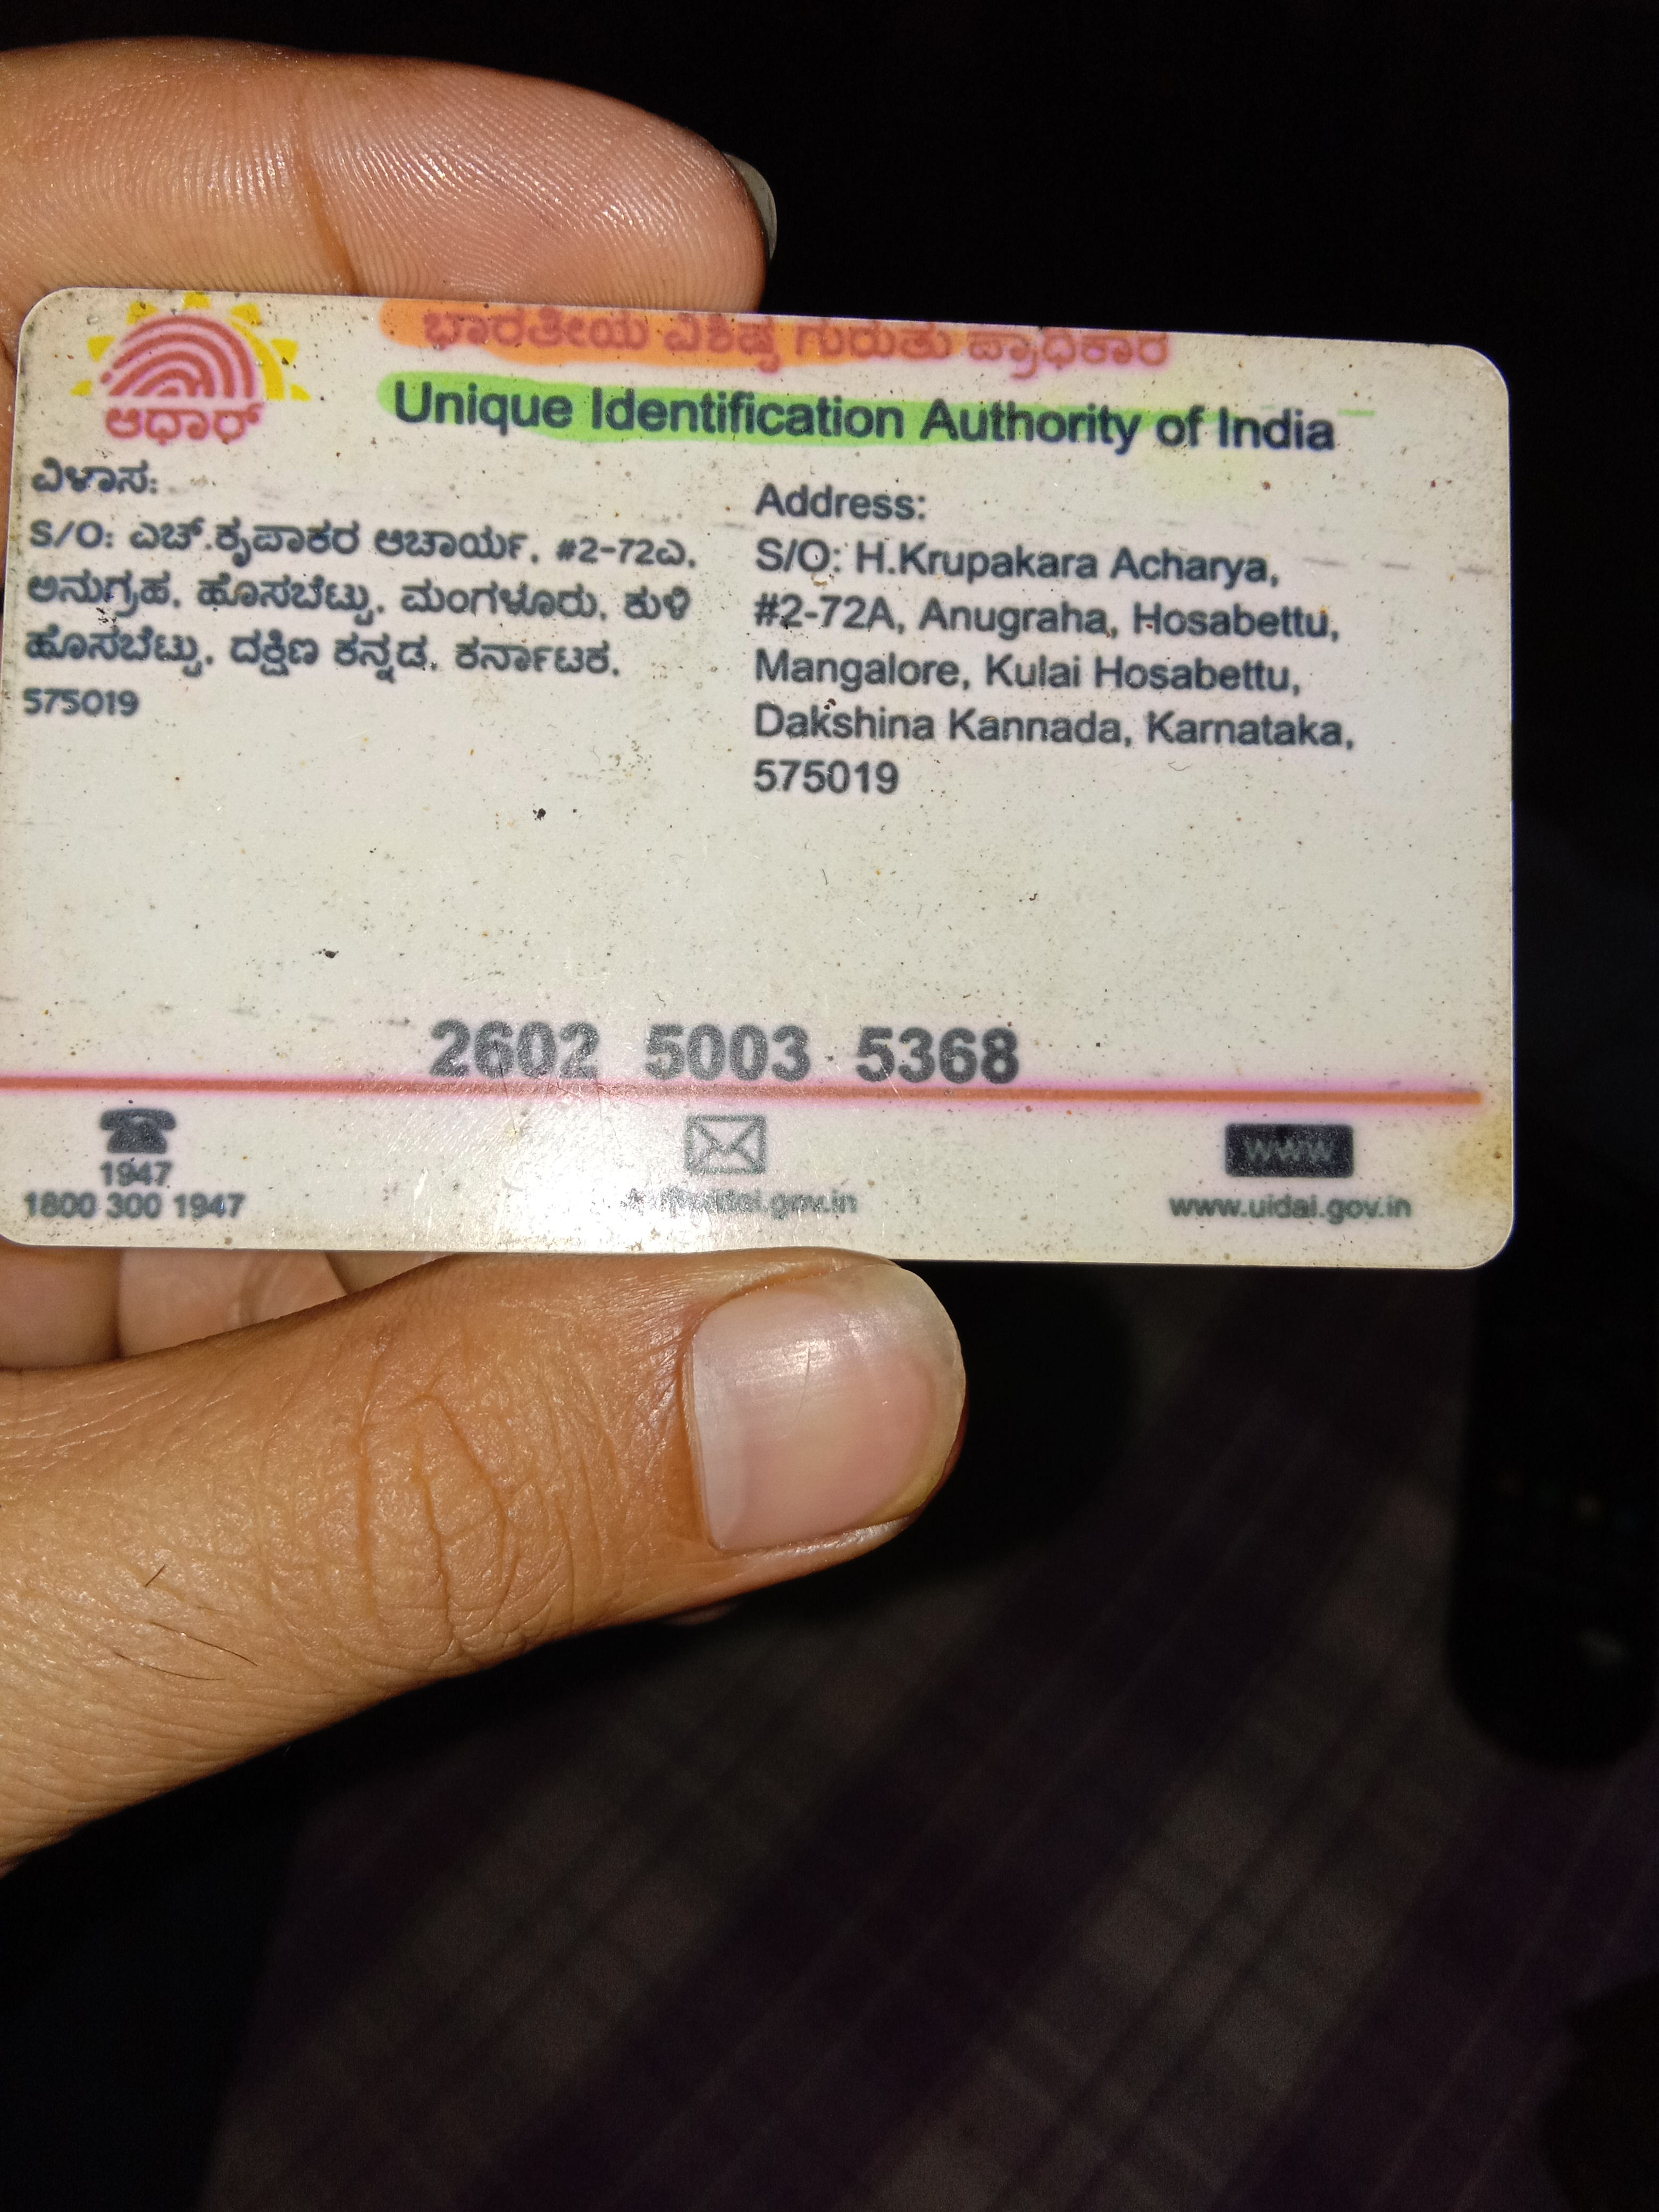 ಭಾರತೀಯ ವಿಶಿಷ್ಟ ಗುರುತು ಪ್ರಾಧಿಕಾರ
Unique Identification Authority of India
ಆಧಾರ್
ವಿಳಾಸ:
S/O: ಎಚ್.ಕೃಪಾಕರ ಆಚಾರ್ಯ, #2-72ಎ,
ಅನುಗ್ರಹ, ಹೊಸಬೆಟ್ಟು, ಮಂಗಳೂರು, ಕುಳಿ
ಹೊಸಬೆಟ್ಟು, ದಕ್ಷಿಣ ಕನ್ನಡ, ಕರ್ನಾಟಕ,
575019
Address:
S/O: H.Krupakara Acharya,
#2-72A, Anugraha, Hosabettu,
Mangalore, Kulai Hosabettu,
Dakshina Kannada, Karnataka,
575019
2602 5003 5368
1947
1800 300 1947
www
www.uidai.gov.in